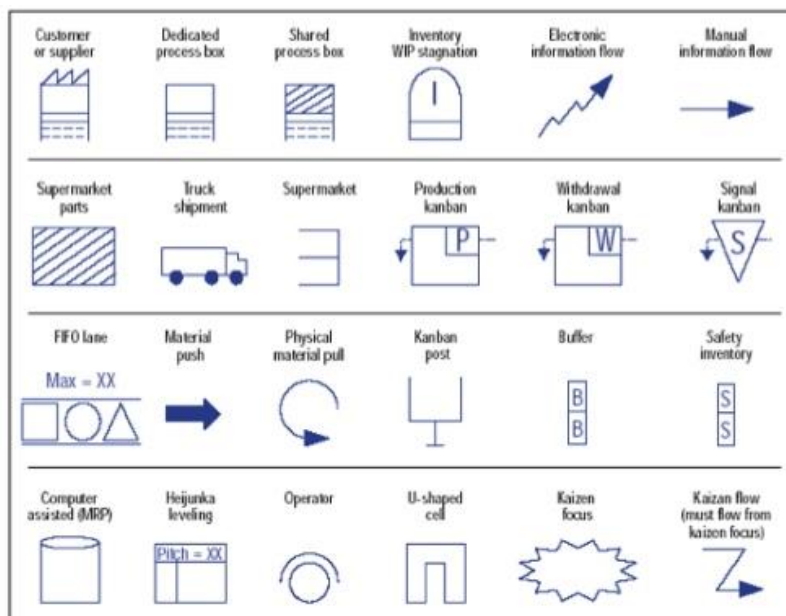 Customer
or supplier
Dedicated
process box
Shared
process box
Inventory
WIP stagnation
Electronic
information flow
Manual
information flow
Supermarket
parts
Truck
shipment
Supermarket
Production
kanban
P
Withdrawal
kanban
W
Signal
kanban
S
FIFO lane
Max = XX
Material
push
Physical
material pull
Kanban
post
Buffer
B
B
Safety
inventory
S
S
Computer
assisted (MRP)
Heijunka
leveling
Pitch = XX
Operator
U-shaped
cell
Kaizen
focus
Kaizan flow
(must flow from
kaizen focus)